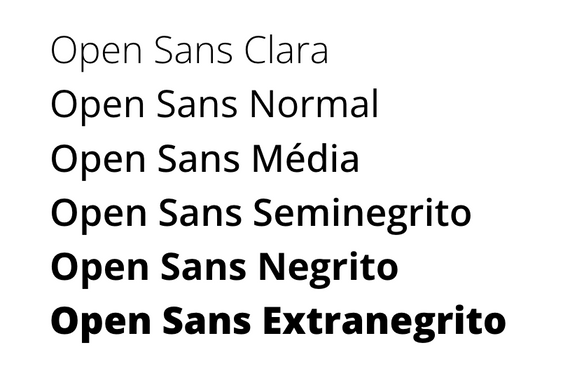 Open Sans Clara
Open Sans Normal
Open Sans Média
Open Sans Seminegrito
Open Sans Negrito
Open Sans Extranegrito